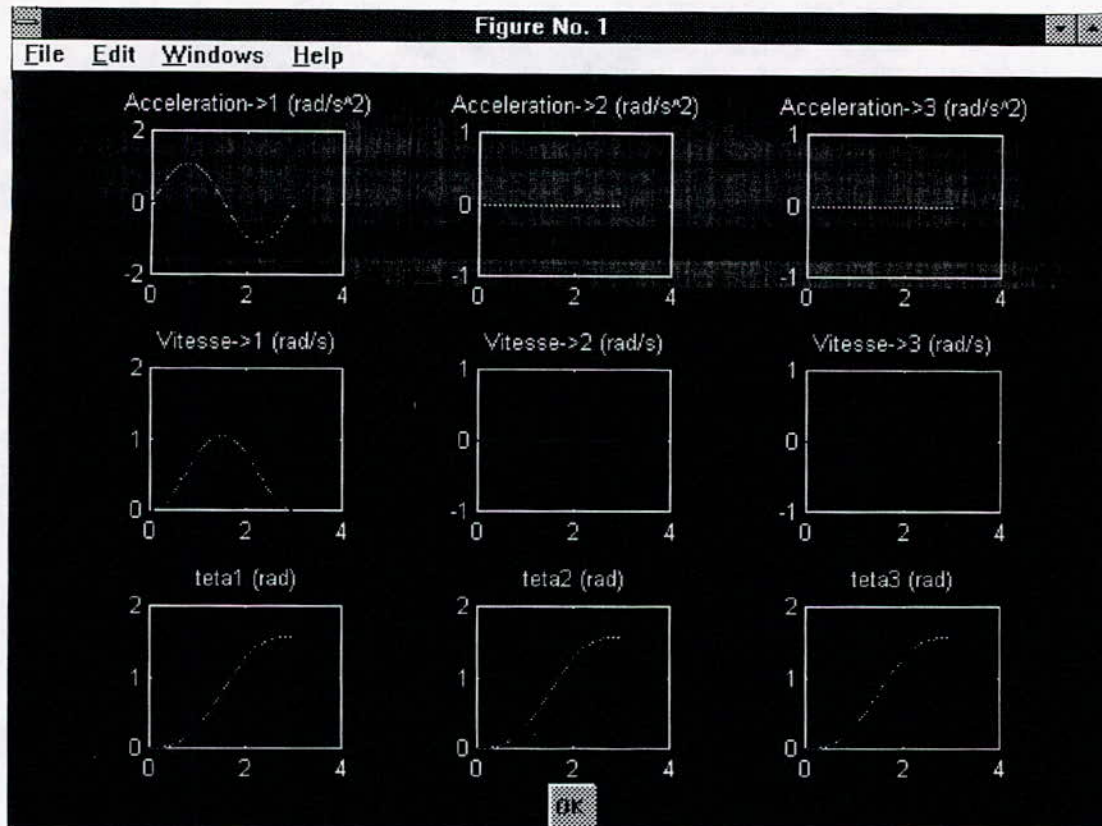 Figure No. 1
File Edit Windows Help
Acceleration->1 (rad/s^2) Acceleration->2 (rad/s^2) Acceleration->3 (rad/s^2)
2 1 1
0 0 0
-2 -1 -1
0 2 4 0 2 4 0 2 4
Vitesse->1 (rad/s) Vitesse->2 (rad/s) Vitesse->3 (rad/s)
2 1 1
1 0 0
0 -1 -1
0 2 4 0 2 4 0 2 4
teta1 (rad) teta2 (rad) teta3 (rad)
2 2 2
1 1 1
0 0 0
0 2 4 0 2 4 0 2 4
OK